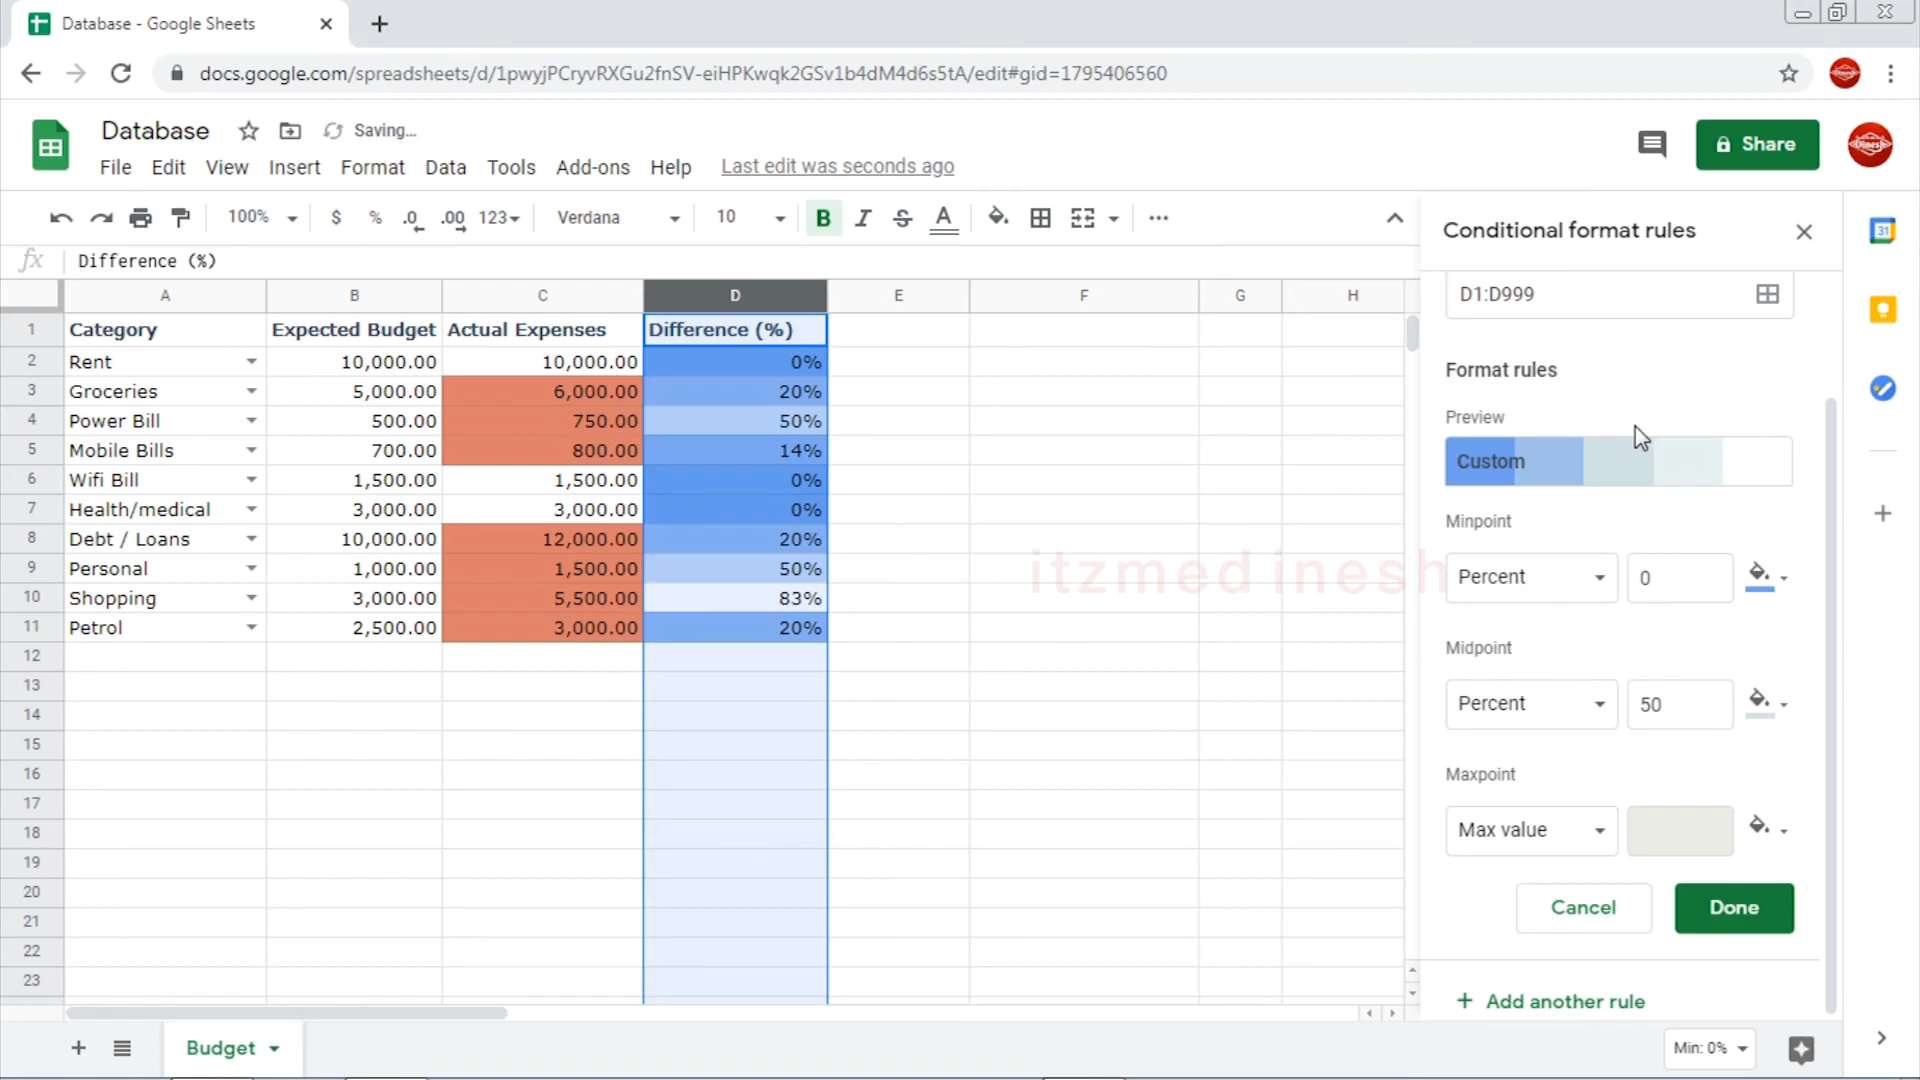 Database - Google Sheets
docs.google.com/spreadsheets/d/1pwyjPCryvRXGu2fnSV-eiHPKwqk2GSv1b4dM4d6s5tA/edit#gid=1795406560
Database Saving...
File Edit View Insert Format Data Tools Add-ons Help Last edit was seconds ago
Share
Dinesh
100% $ % .0 .00 123 Verdana 10 B I S A
fx Difference (%)
A B C D E F G H
1 Category Expected Budget Actual Expenses Difference (%)
2 Rent 10,000.00 10,000.00 0%
3 Groceries 5,000.00 6,000.00 20%
4 Power Bill 500.00 750.00 50%
5 Mobile Bills 700.00 800.00 14%
6 Wifi Bill 1,500.00 1,500.00 0%
7 Health/medical 3,000.00 3,000.00 0%
8 Debt / Loans 10,000.00 12,000.00 20%
9 Personal 1,000.00 1,500.00 50%
10 Shopping 3,000.00 5,500.00 83%
11 Petrol 2,500.00 3,000.00 20%
12
13
14
15
16
17
18
19
20
21
22
23
itzmedinesh
Conditional format rules
D1:D999
Format rules
Preview
Custom
Minpoint
Percent 0
Midpoint
Percent 50
Maxpoint
Max value
Cancel Done
+ Add another rule
31
Budget
Min: 0%